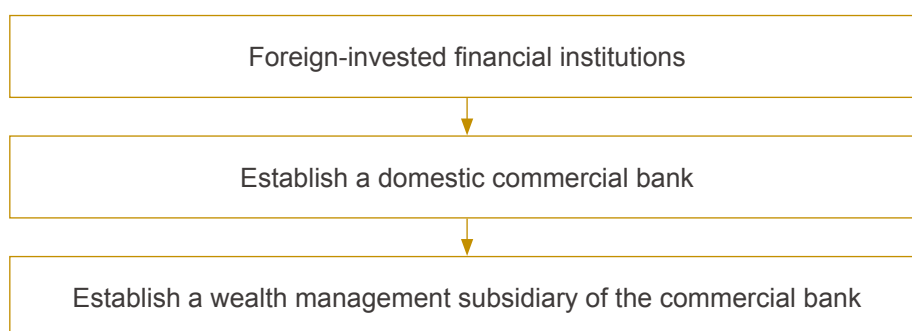 Foreign-invested financial institutions
Establish a domestic commercial bank
Establish a wealth management subsidiary of the commercial bank